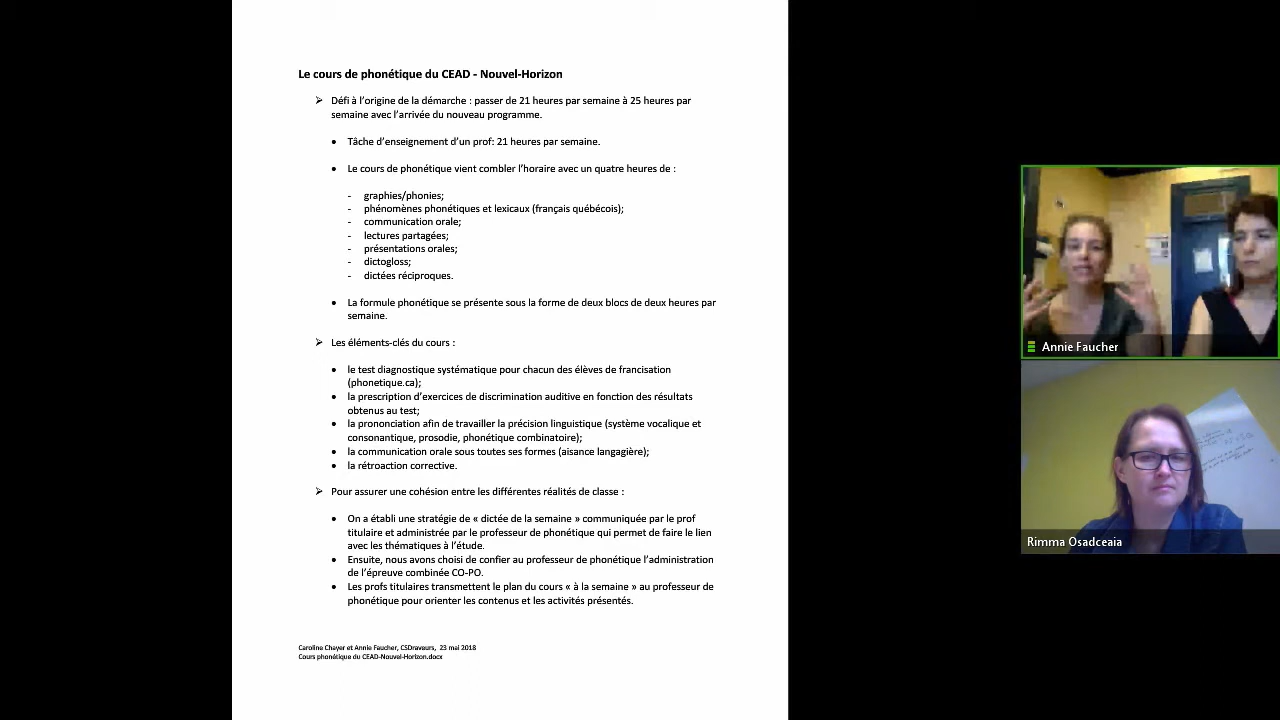 Le cours de phonétique du CEAD - Nouvel-Horizon
➢ Défi à l'origine de la démarche : passer de 21 heures par semaine à 25 heures par
semaine avec l'arrivée du nouveau programme.
• Tâche d'enseignement d'un prof: 21 heures par semaine.
• Le cours de phonétique vient combler l'horaire avec un quatre heures de :
- graphies/phonies;
- phénomènes phonétiques et lexicaux (français québécois);
- communication orale;
- lectures partagées;
- présentations orales;
- dictogloss;
- dictées réciproques.
• La formule phonétique se présente sous la forme de deux blocs de deux heures par
semaine.
➢ Les éléments-clés du cours :
• le test diagnostique systématique pour chacun des élèves de francisation
(phonetique.ca);
• la prescription d'exercices de discrimination auditive en fonction des résultats
obtenus au test;
• la prononciation afin de travailler la précision linguistique (système vocalique et
consonantique, prosodie, phonétique combinatoire);
• la communication orale sous toutes ses formes (aisance langagière);
• la rétroaction corrective.
➢ Pour assurer une cohésion entre les différentes réalités de classe :
• On a établi une stratégie de « dictée de la semaine » communiquée par le prof
titulaire et administrée par le professeur de phonétique qui permet de faire le lien
avec les thématiques à l'étude.
• Ensuite, nous avons choisi de confier au professeur de phonétique l'administration
de l'épreuve combinée CO-PO.
• Les profs titulaires transmettent le plan du cours « à la semaine » au professeur de
phonétique pour orienter les contenus et les activités présentés.
Caroline Chayer et Annie Faucher, CSDraveurs, 23 mai 2018
Cours phonétique du CEAD-Nouvel-Horizon.docx
Annie Faucher
Rimma Osadceaia